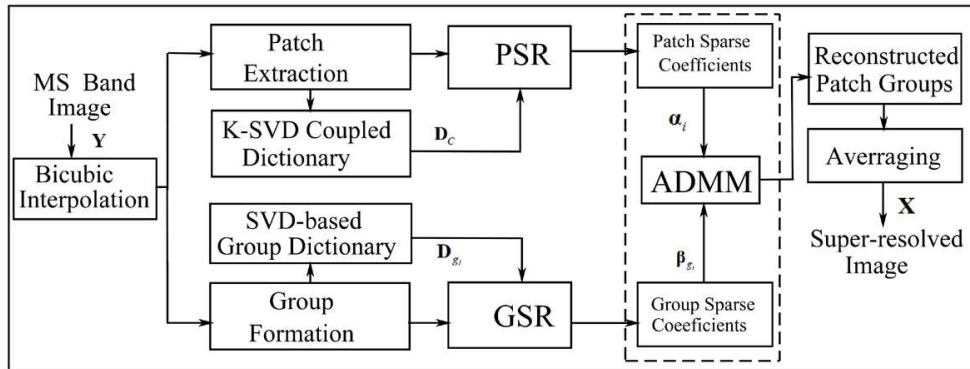 MS Band
Image
Y
Bicubic
Interpolation
Patch
Extraction
K-SVD Coupled
Dictionary
D_C
PSR
SVD-based
Group Dictionary
D_{g_i}
Group
Formation
GSR
Patch Sparse
Coefficients
α_i
ADMM
β_{g_i}
Group Sparse
Coeeficients
Reconstructed
Patch Groups
Averraging
X
Super-resolved
Image